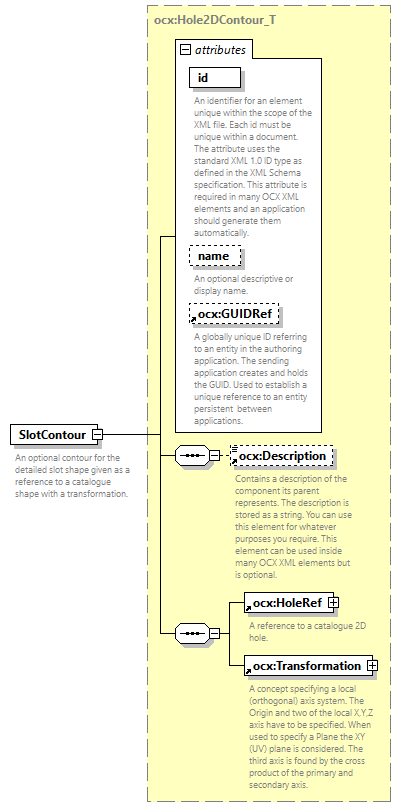 ocx:Hole2DContour_T
attributes
id
An identifier for an element
unique within the scope of the
XML file. Each id must be
unique within a document.
The attribute uses the
standard XML 1.0 ID type as
defined in the XML Schema
specification. This attribute is
required in many OCX XML
elements and an application
should generate them
automatically.
name
An optional descriptive or
display name.
ocx:GUIDRef
A globally unique ID referring
to an entity in the authoring
application. The sending
application creates and holds
the GUID. Used to establish a
unique reference to an entity
persistent between
applications.
SlotContour
An optional contour for the
detailed slot shape given as a
reference to a catalogue
shape with a transformation.
ocx:Description
Contains a description of the
component its parent
represents. The description is
stored as a string. You can use
this element for whatever
purposes you require. This
element can be used inside
many OCX XML elements but
is optional.
ocx:HoleRef
A reference to a catalogue 2D
hole.
ocx:Transformation
A concept specifying a local
(orthogonal) axis system. The
Origin and two of the local X,Y,Z
axis have to be specified. When
used to specify a Plane the XY
(UV) plane is considered. The
third axis is found by the cross
product of the primary and
secondary axis.